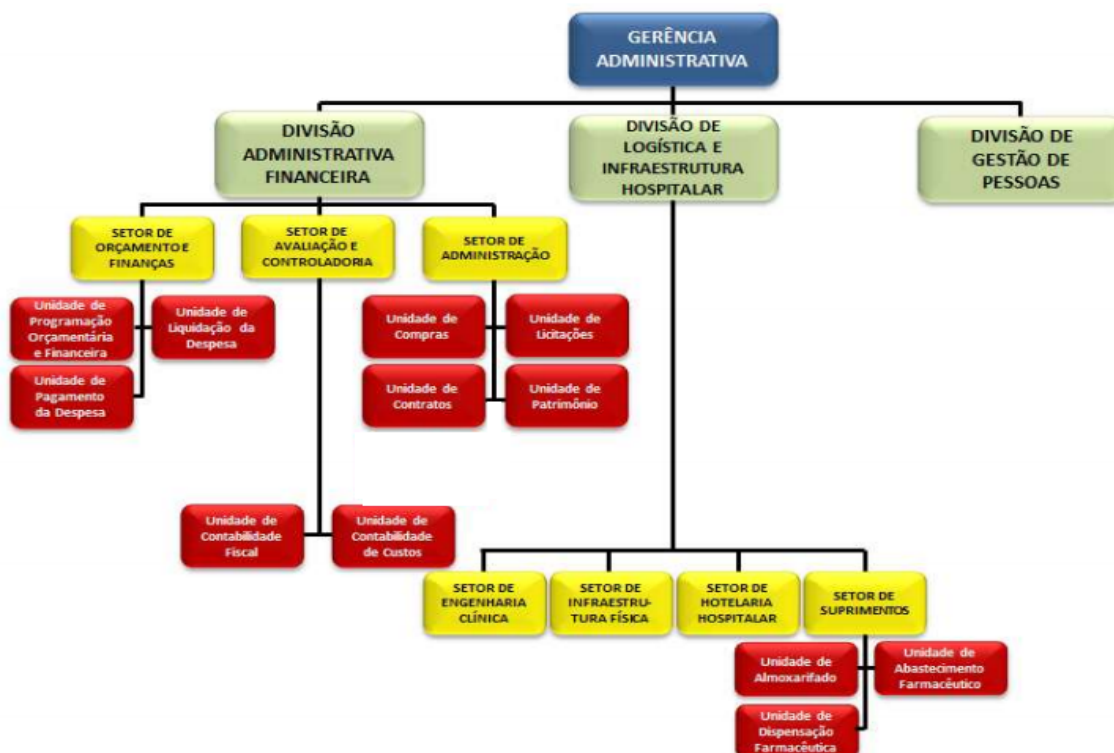 GERÊNCIA
ADMINISTRATIVA
DIVISÃO
ADMINISTRATIVA
FINANCEIRA
DIVISÃO DE
LOGÍSTICA E
INFRAESTRUTURA
HOSPITALAR
DIVISÃO DE
GESTÃO DE
PESSOAS
SETOR DE
ORÇAMENTO E
FINANÇAS
SETOR DE
AVALIAÇÃO E
CONTROLADORIA
SETOR DE
ADMINISTRAÇÃO
Unidade de
Programação
Orçamentária
e Financeira
Unidade de
Liquidação da
Despesa
Unidade de
Pagamento
da Despesa
Unidade de
Compras
Unidade de
Licitações
Unidade de
Contratos
Unidade de
Patrimônio
Unidade de
Contabilidade
Fiscal
Unidade de
Contabilidade
de Custos
SETOR DE
ENGENHARIA
CLÍNICA
SETOR DE
INFRAESTRU-
TURA FÍSICA
SETOR DE
HOTELARIA
HOSPITALAR
SETOR DE
SUPRIMENTOS
Unidade de
Almoxarifado
Unidade de
Abastecimento
Farmacêutico
Unidade de
Dispensação
Farmacêutica